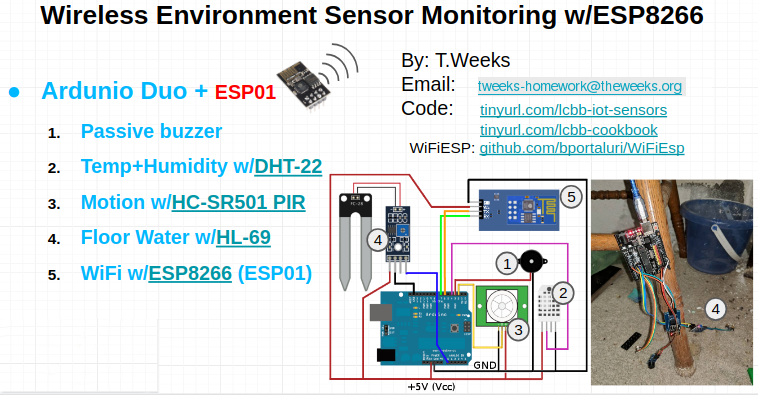 Wireless Environment Sensor Monitoring w/ESP8266
By: T.Weeks
Email: tweeks-homework@theweeks.org
Code: tinyurl.com/lcbb-iot-sensors
tinyurl.com/lcbb-cookbook
WiFiESP: github.com/bportaluri/WiFiEsp
● Ardunio Duo + ESP01
1. Passive buzzer
2. Temp+Humidity w/DHT-22
3. Motion w/HC-SR501 PIR
4. Floor Water w/HL-69
5. WiFi w/ESP8266 (ESP01)
5
4
1
2
3
4
Arduino
GND
+5V (Vcc)